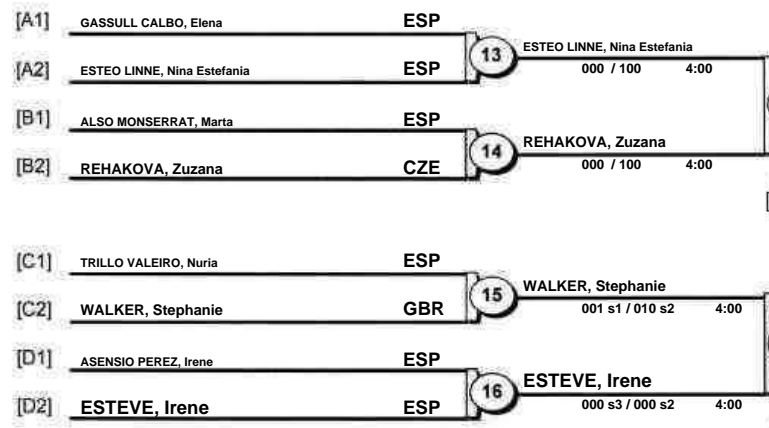 [A1] GASSULL CALBO, Elena ESP
13 ESTEO LINNE, Nina Estefania
[A2] ESTEO LINNE, Nina Estefania ESP
000 / 100 4:00
[B1] ALSO MONSERRAT, Marta ESP
14 REHAKOVA, Zuzana
[B2] REHAKOVA, Zuzana CZE
000 / 100 4:00
[C1] TRILLO VALEIRO, Nuria ESP
15 WALKER, Stephanie
[C2] WALKER, Stephanie GBR
001 s1 / 010 s2 4:00
[D1] ASENSIO PEREZ, Irene ESP
16 ESTEVE, Irene
[D2] ESTEVE, Irene ESP
000 s3 / 000 s2 4:00